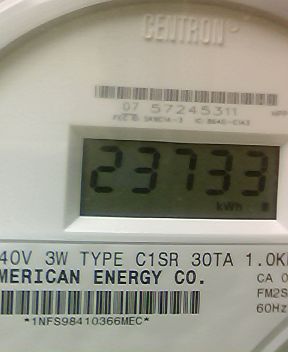 CENTRON®
07 57245311
23733
kWh
40V 3W TYPE C1SR 30TA 1.0K
MERICAN ENERGY CO.
CA 0
FM2S
60Hz
*1NFS98410366MEC*